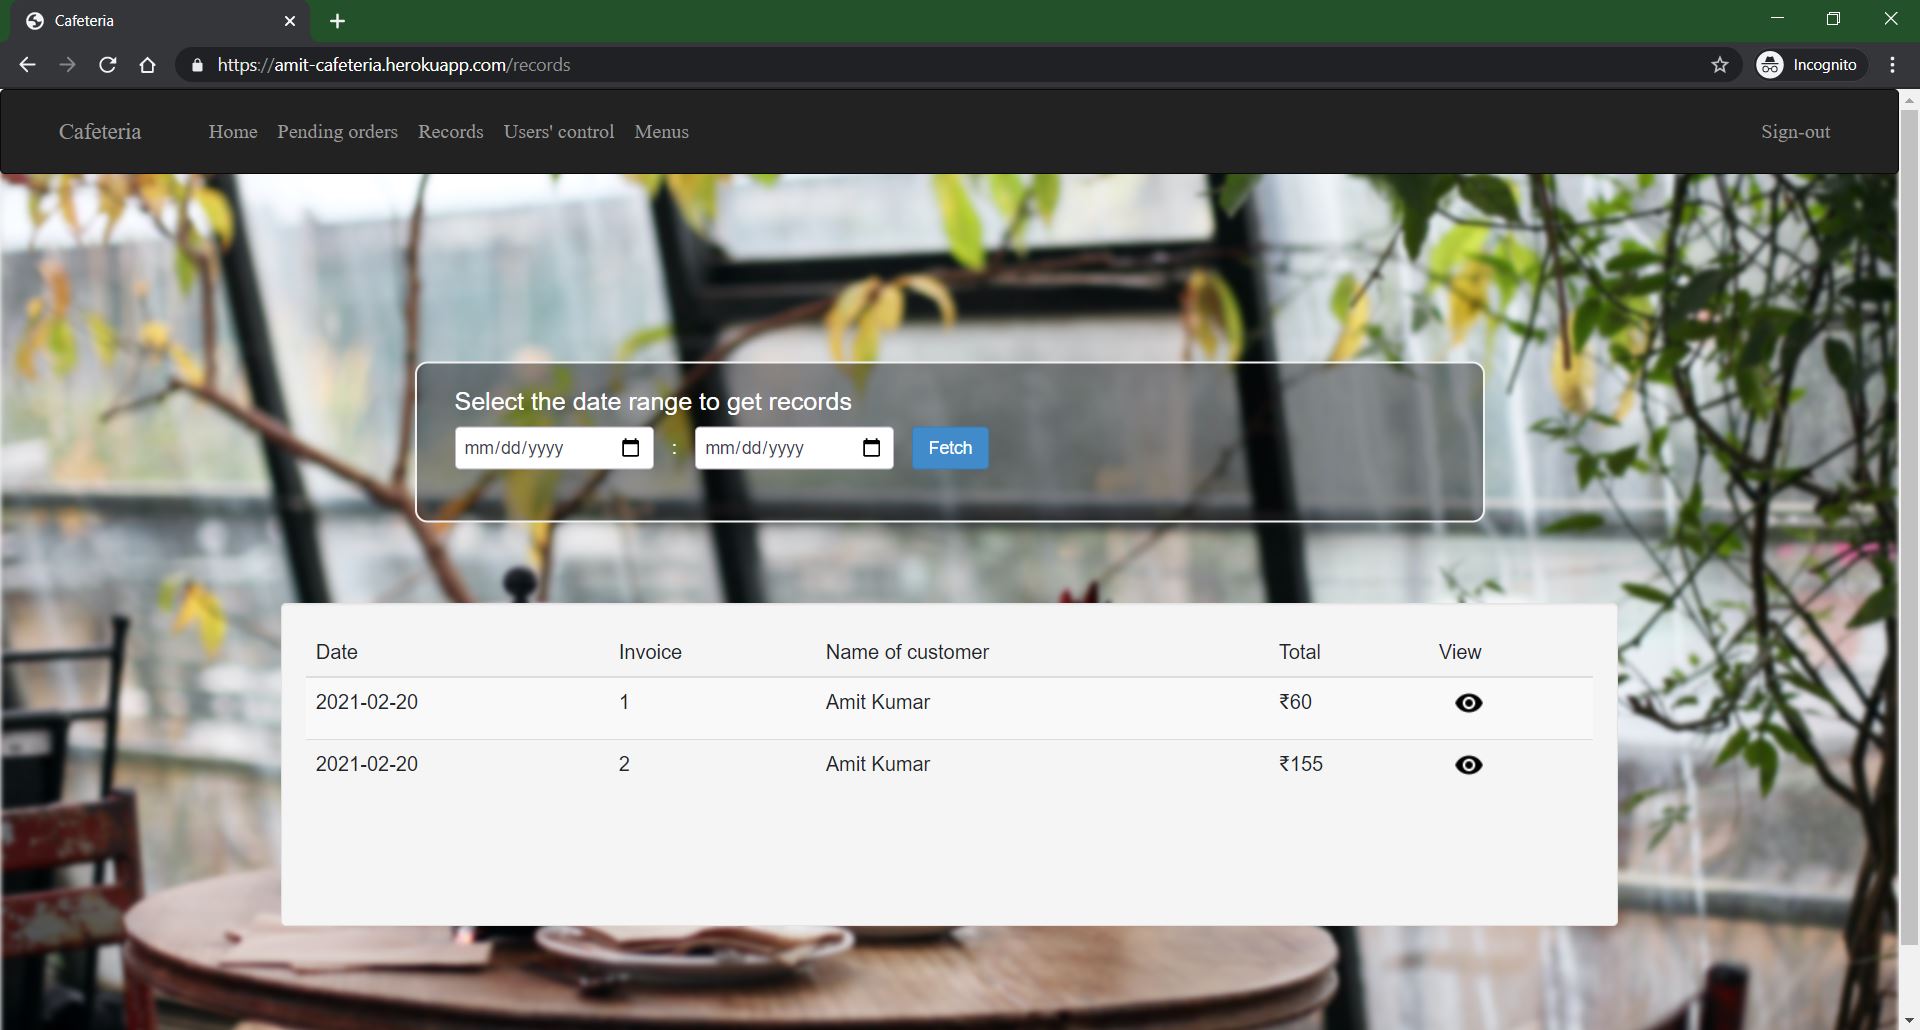 Cafeteria
https://amit-cafeteria.herokuapp.com/records
Incognito
Cafeteria Home Pending orders Records Users' control Menus Sign-out
Select the date range to get records
mm/dd/yyyy : mm/dd/yyyy Fetch
Date Invoice Name of customer Total View
2021-02-20 1 Amit Kumar ₹60
2021-02-20 2 Amit Kumar ₹155